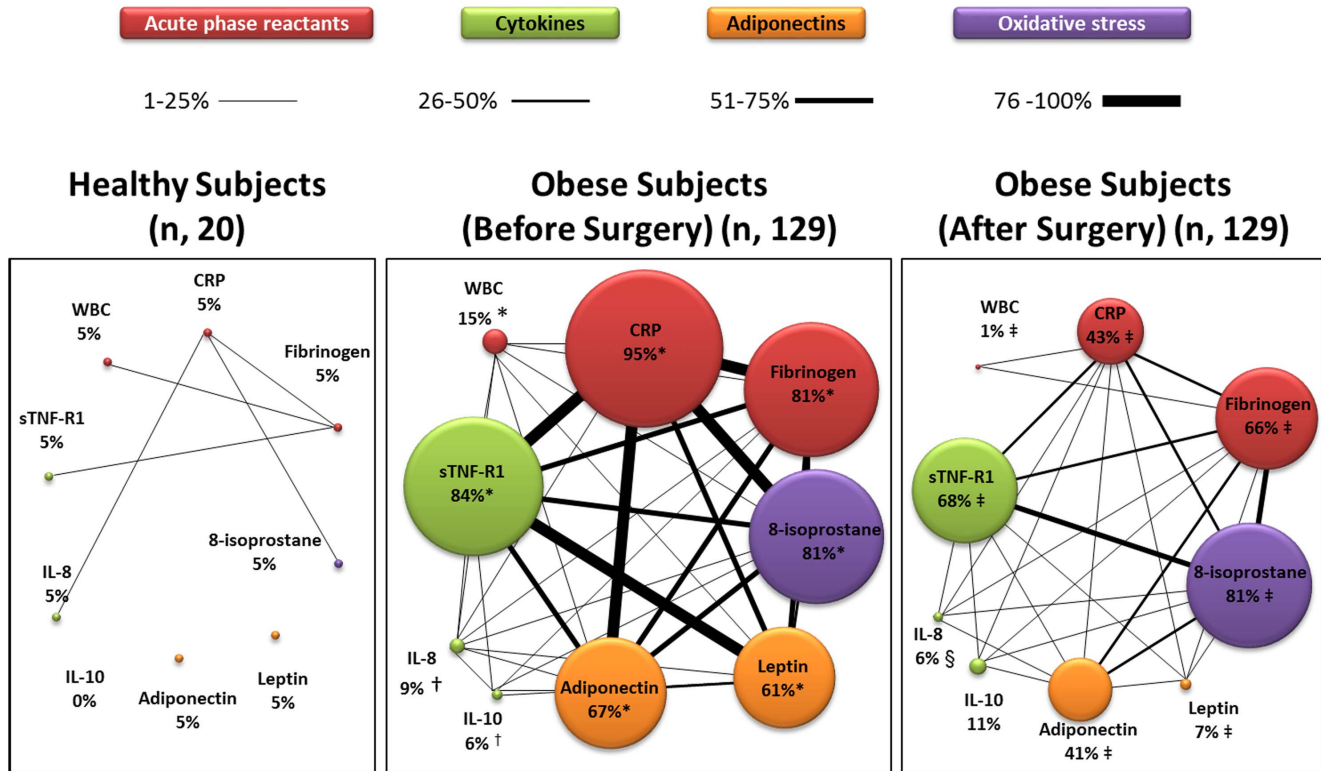 Acute phase reactants
Cytokines
Adiponectins
Oxidative stress
1-25%
26-50%
51-75%
76 -100%
Healthy Subjects
(n, 20)
CRP
5%
WBC
5%
Fibrinogen
5%
sTNF-R1
5%
8-isoprostane
5%
IL-8
5%
IL-10
0%
Adiponectin
5%
Leptin
5%
Obese Subjects
(Before Surgery) (n, 129)
WBC
15% *
CRP
95%*
Fibrinogen
81%*
sTNF-R1
84%*
8-isoprostane
81%*
IL-8
9% †
IL-10
6% †
Adiponectin
67%*
Leptin
61%*
Obese Subjects
(After Surgery) (n, 129)
WBC
1% ‡
CRP
43% ‡
Fibrinogen
66% ‡
sTNF-R1
68% ‡
8-isoprostane
81% ‡
IL-8
6% §
IL-10
11%
Adiponectin
41% ‡
Leptin
7% ‡